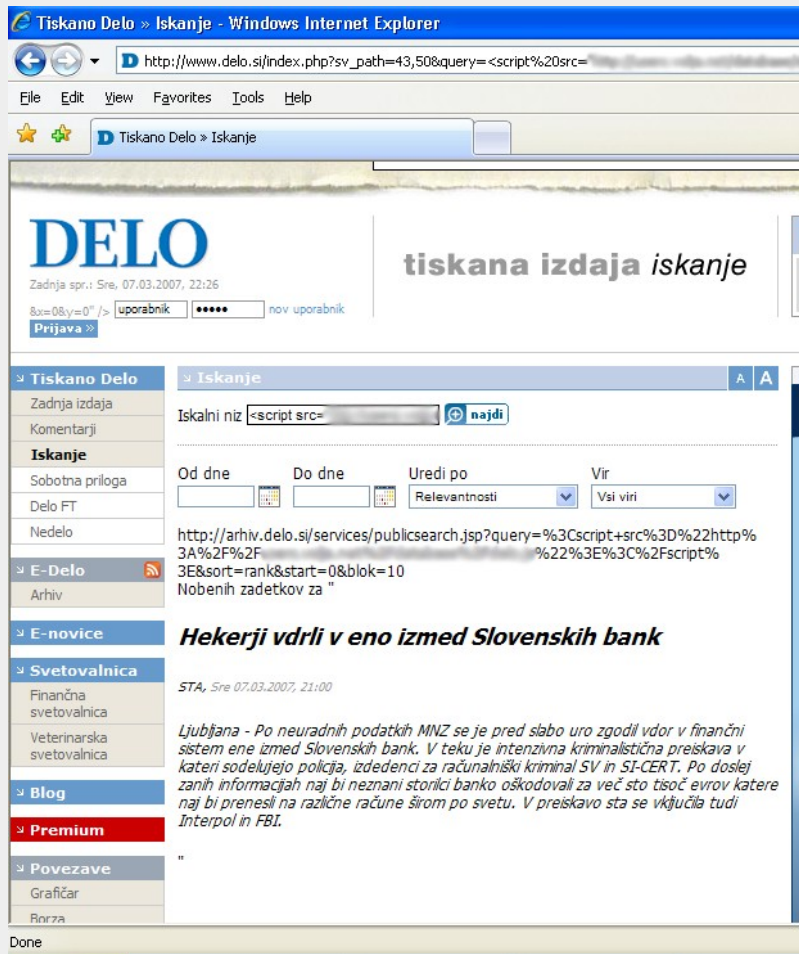 Tiskano Delo » Iskanje - Windows Internet Explorer
http://www.delo.si/index.php?sv_path=43,50&query=<script%20src="
File Edit View Favorites Tools Help
Tiskano Delo » Iskanje
DELO
tiskana izdaja iskanje
Zadnja spr.: Sre, 07.03.2007, 22:26
&x=0&y=0" /> uporabnik ••••• nov uporabnik
Prijava »
Tiskano Delo
Zadnja izdaja
Komentarji
Iskanje
Sobotna priloga
Delo FT
Nedelo
E-Delo
Arhiv
E-novice
Svetovalnica
Finančna
svetovalnica
Veterinarska
svetovalnica
Blog
Premium
Povezave
Grafičar
Borza
Iskanje A A
Iskalni niz <script src=" najdi
Od dne Do dne Uredi po Vir
Relevantnosti Vsi viri
http://arhiv.delo.si/services/publicsearch.jsp?query=%3Cscript+src%3D%22http%
3A%2F%2F %22%3E%3C%2Fscript%
3E&sort=rank&start=0&blok=10
Nobenih zadetkov za "
Hekerji vdrli v eno izmed Slovenskih bank
STA, Sre 07.03.2007, 21:00
Ljubljana - Po neuradnih podatkih MNZ se je pred slabo uro zgodil vdor v finančni
sistem ene izmed Slovenskih bank. V teku je intenzivna kriminalistična preiskava v
kateri sodelujejo policija, izdedenci za računalniški kriminal SV in SI-CERT. Po doslej
zanih informacijah naj bi neznani storilci banko oškodovali za več sto tisoč evrov katere
naj bi prenesli na različne račune širom po svetu. V preiskavo sta se vključila tudi
Interpol in FBI.
"
Done